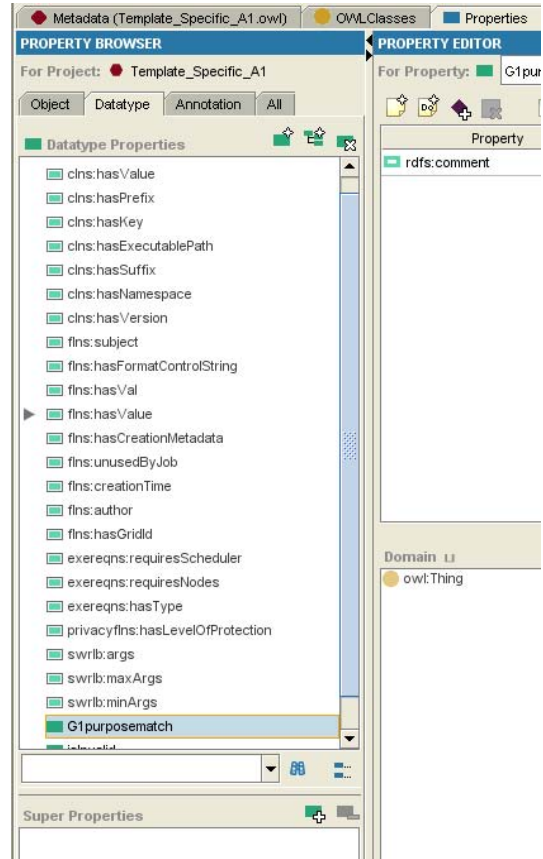 Metadata (Template_Specific_A1.owl) OWLClasses Properties
PROPERTY BROWSER
For Project: Template_Specific_A1
Object Datatype Annotation All
Datatype Properties
clns:hasValue
clns:hasPrefix
clns:hasKey
clns:hasExecutablePath
clns:hasSuffix
clns:hasNamespace
clns:hasVersion
flns:subject
flns:hasFormatControlString
flns:hasVal
flns:hasValue
flns:hasCreationMetadata
flns:unusedByJob
flns:creationTime
flns:author
flns:hasGridId
exereqns:requiresScheduler
exereqns:requiresNodes
exereqns:hasType
privacyflns:hasLevelOfProtection
swrlb:args
swrlb:maxArgs
swrlb:minArgs
G1purposematch
Super Properties
PROPERTY EDITOR
For Property: G1pur
Property
rdfs:comment
Domain
owl:Thing